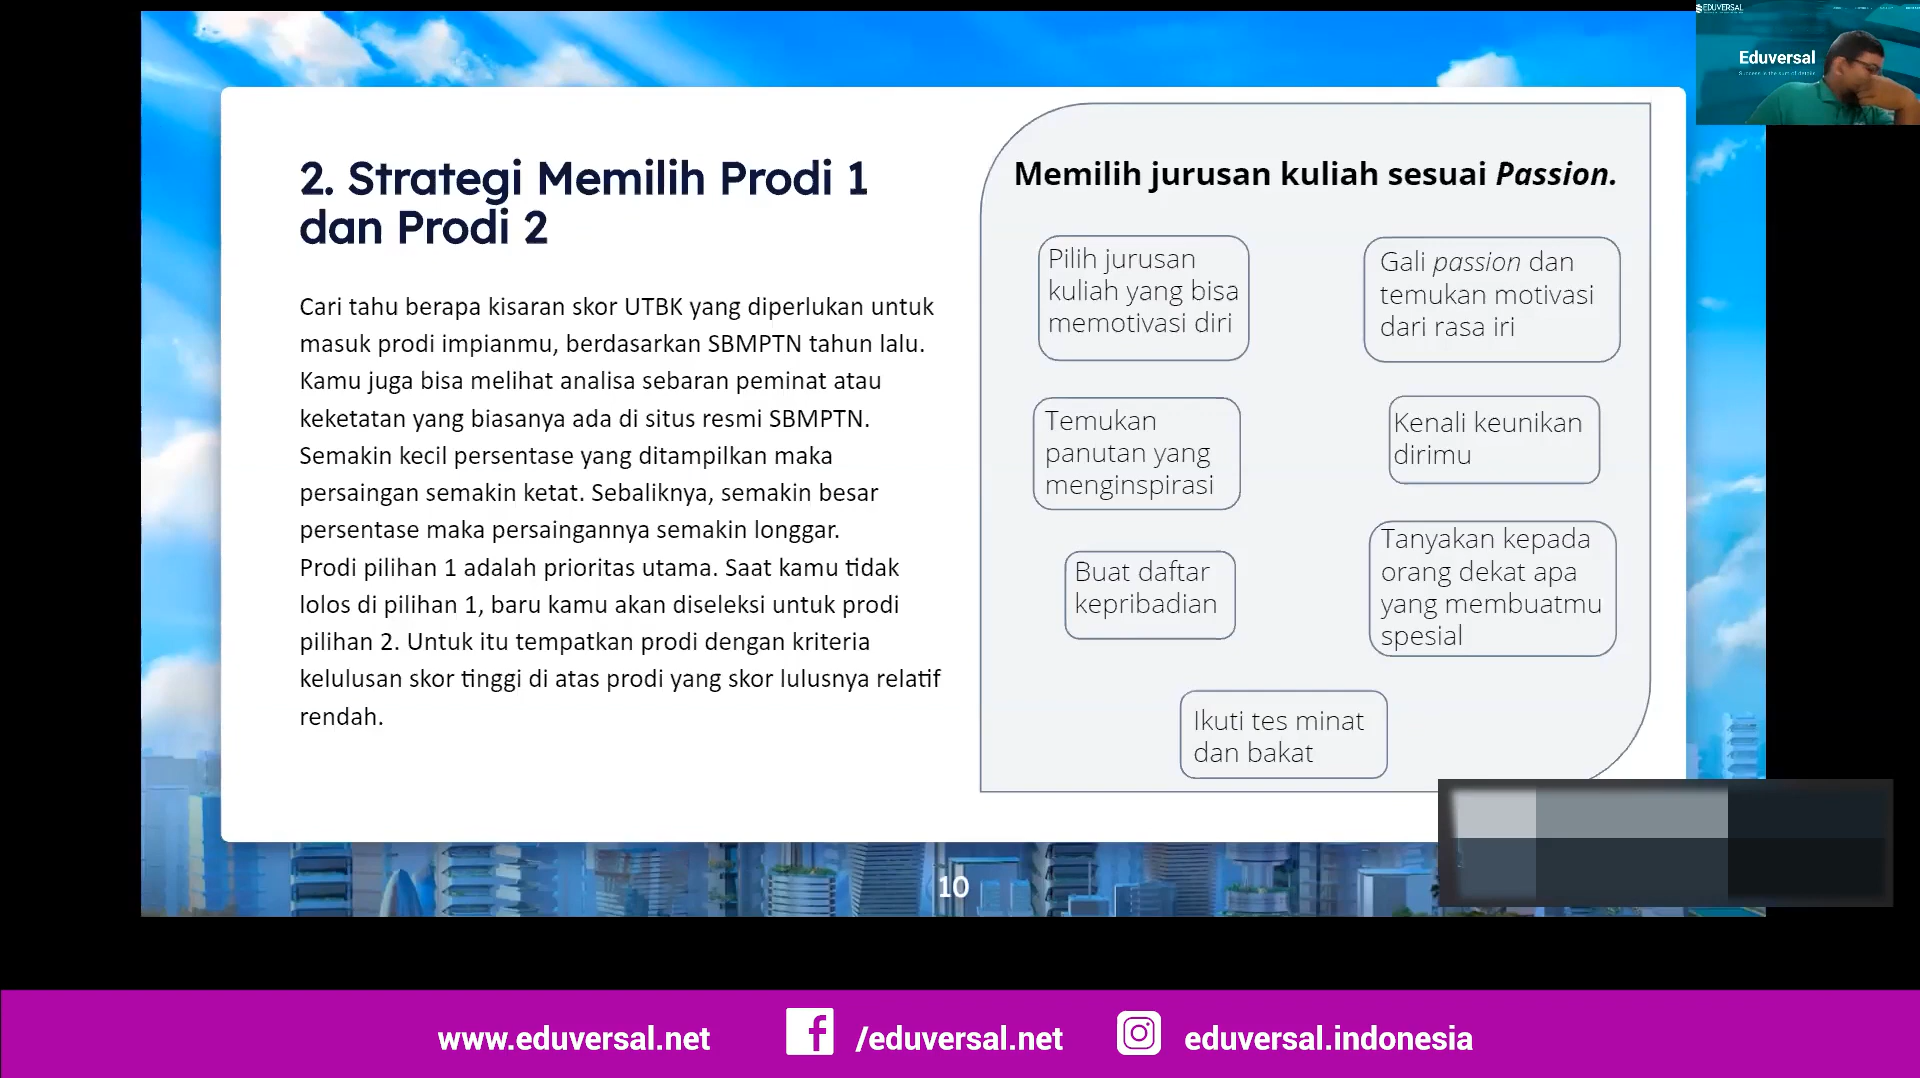 EDUVERSAL
Eduversal
2. Strategi Memilih Prodi 1
dan Prodi 2
Cari tahu berapa kisaran skor UTBK yang diperlukan untuk
masuk prodi impianmu, berdasarkan SBMPTN tahun lalu.
Kamu juga bisa melihat analisa sebaran peminat atau
keketatan yang biasanya ada di situs resmi SBMPTN.
Semakin kecil persentase yang ditampilkan maka
persaingan semakin ketat. Sebaliknya, semakin besar
persentase maka persaingannya semakin longgar.
Prodi pilihan 1 adalah prioritas utama. Saat kamu tidak
lolos di pilihan 1, baru kamu akan diseleksi untuk prodi
pilihan 2. Untuk itu tempatkan prodi dengan kriteria
kelulusan skor tinggi di atas prodi yang skor lulusnya relatif
rendah.
Memilih jurusan kuliah sesuai Passion.
Pilih jurusan
kuliah yang bisa
memotivasi diri
Gali passion dan
temukan motivasi
dari rasa iri
Temukan
panutan yang
menginspirasi
Kenali keunikan
dirimu
Buat daftar
kepribadian
Tanyakan kepada
orang dekat apa
yang membuatmu
spesial
Ikuti tes minat
dan bakat
10
www.eduversal.net
/eduversal.net
eduversal.indonesia